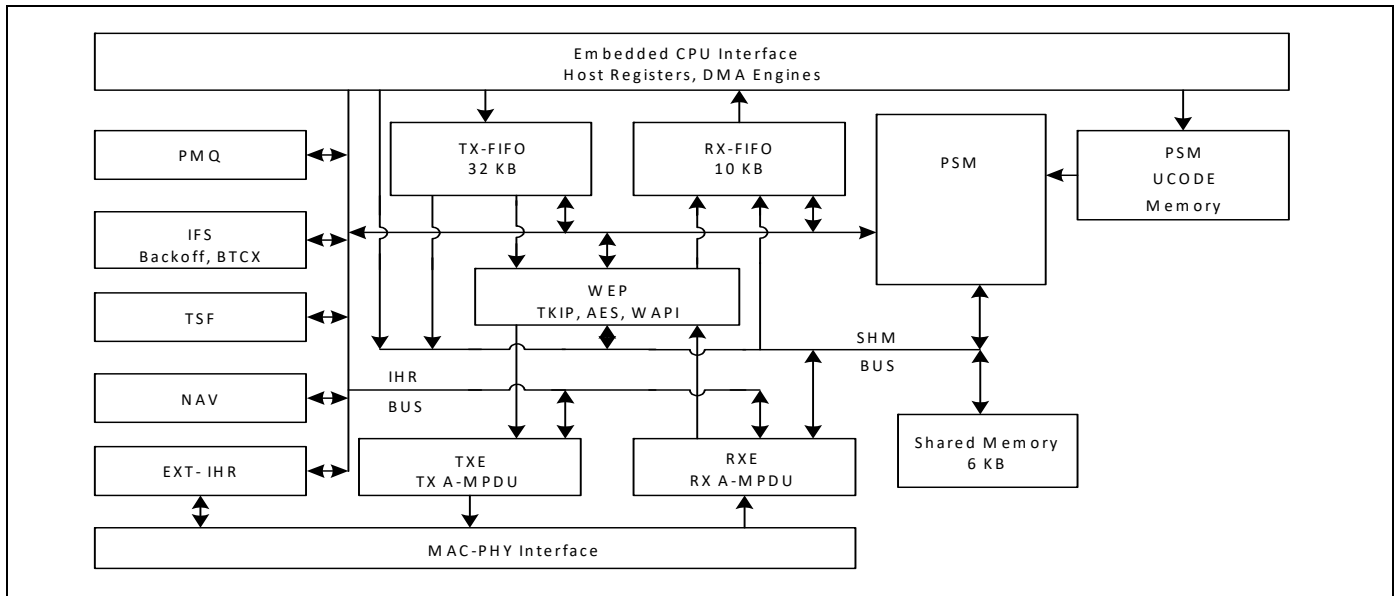 Embedded CPU Interface
Host Registers, DMA Engines
PMQ
TX-FIFO
32 KB
RX-FIFO
10 KB
PSM
PSM
UCODE
Memory
IFS
Backoff, BTCX
WEP
TKIP, AES, WAPI
TSF
SHM
BUS
IHR
BUS
NAV
Shared Memory
6 KB
EXT- IHR
TXE
TX A-MPDU
RXE
RX A-MPDU
MAC-PHY Interface